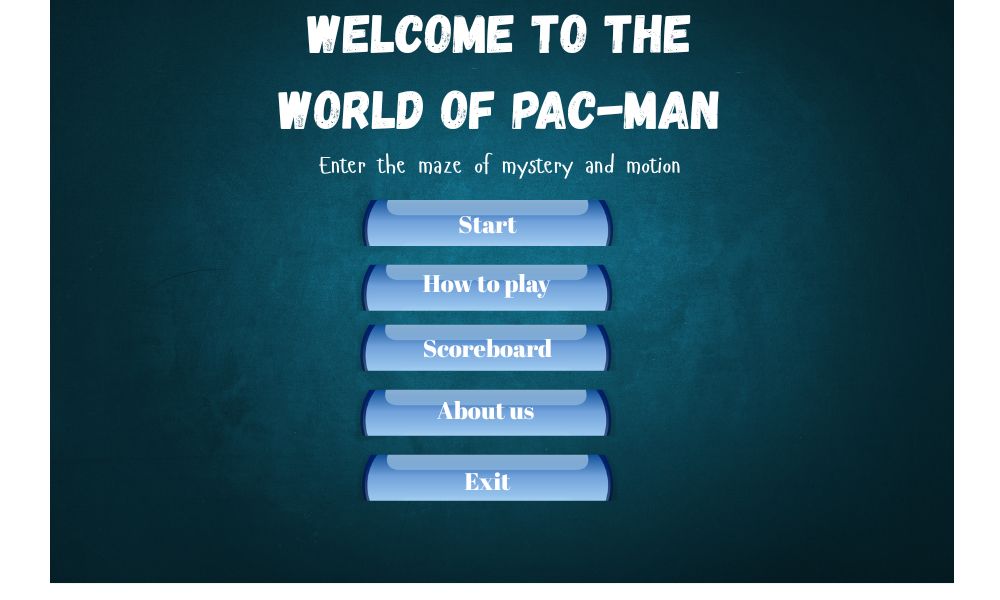 WELCOME TO THE
WORLD OF PAC-MAN
Enter the maze of mystery and motion
Start
How to play
Scoreboard
About us
Exit